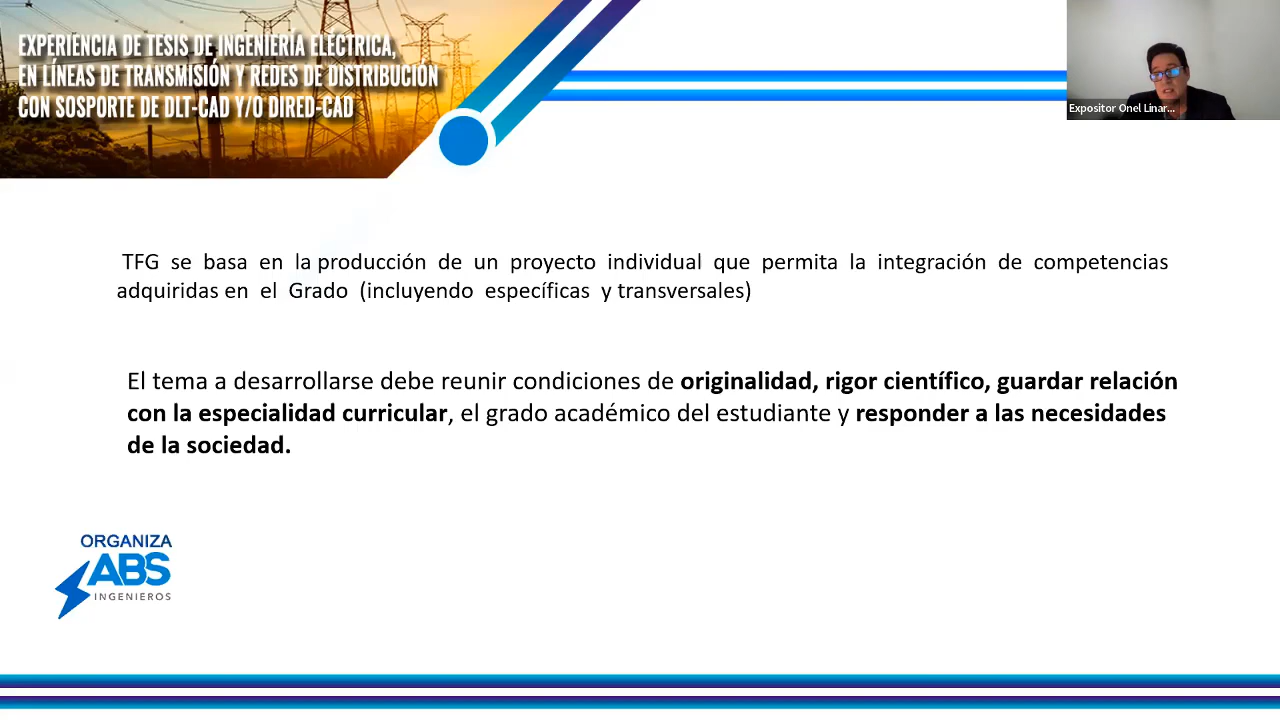 EXPERIENCIA DE TESIS DE INGENIERÍA ELÉCTRICA,
EN LÍNEAS DE TRANSMISIÓN Y REDES DE DISTRIBUCIÓN
CON SOSPORTE DE DLT-CAD Y/O DIRED-CAD
Expositor Onel Linar...
TFG se basa en la producción de un proyecto individual que permita la integración de competencias
adquiridas en el Grado (incluyendo específicas y transversales)
El tema a desarrollarse debe reunir condiciones de originalidad, rigor científico, guardar relación
con la especialidad curricular, el grado académico del estudiante y responder a las necesidades
de la sociedad.
ORGANIZA
ABS
INGENIEROS